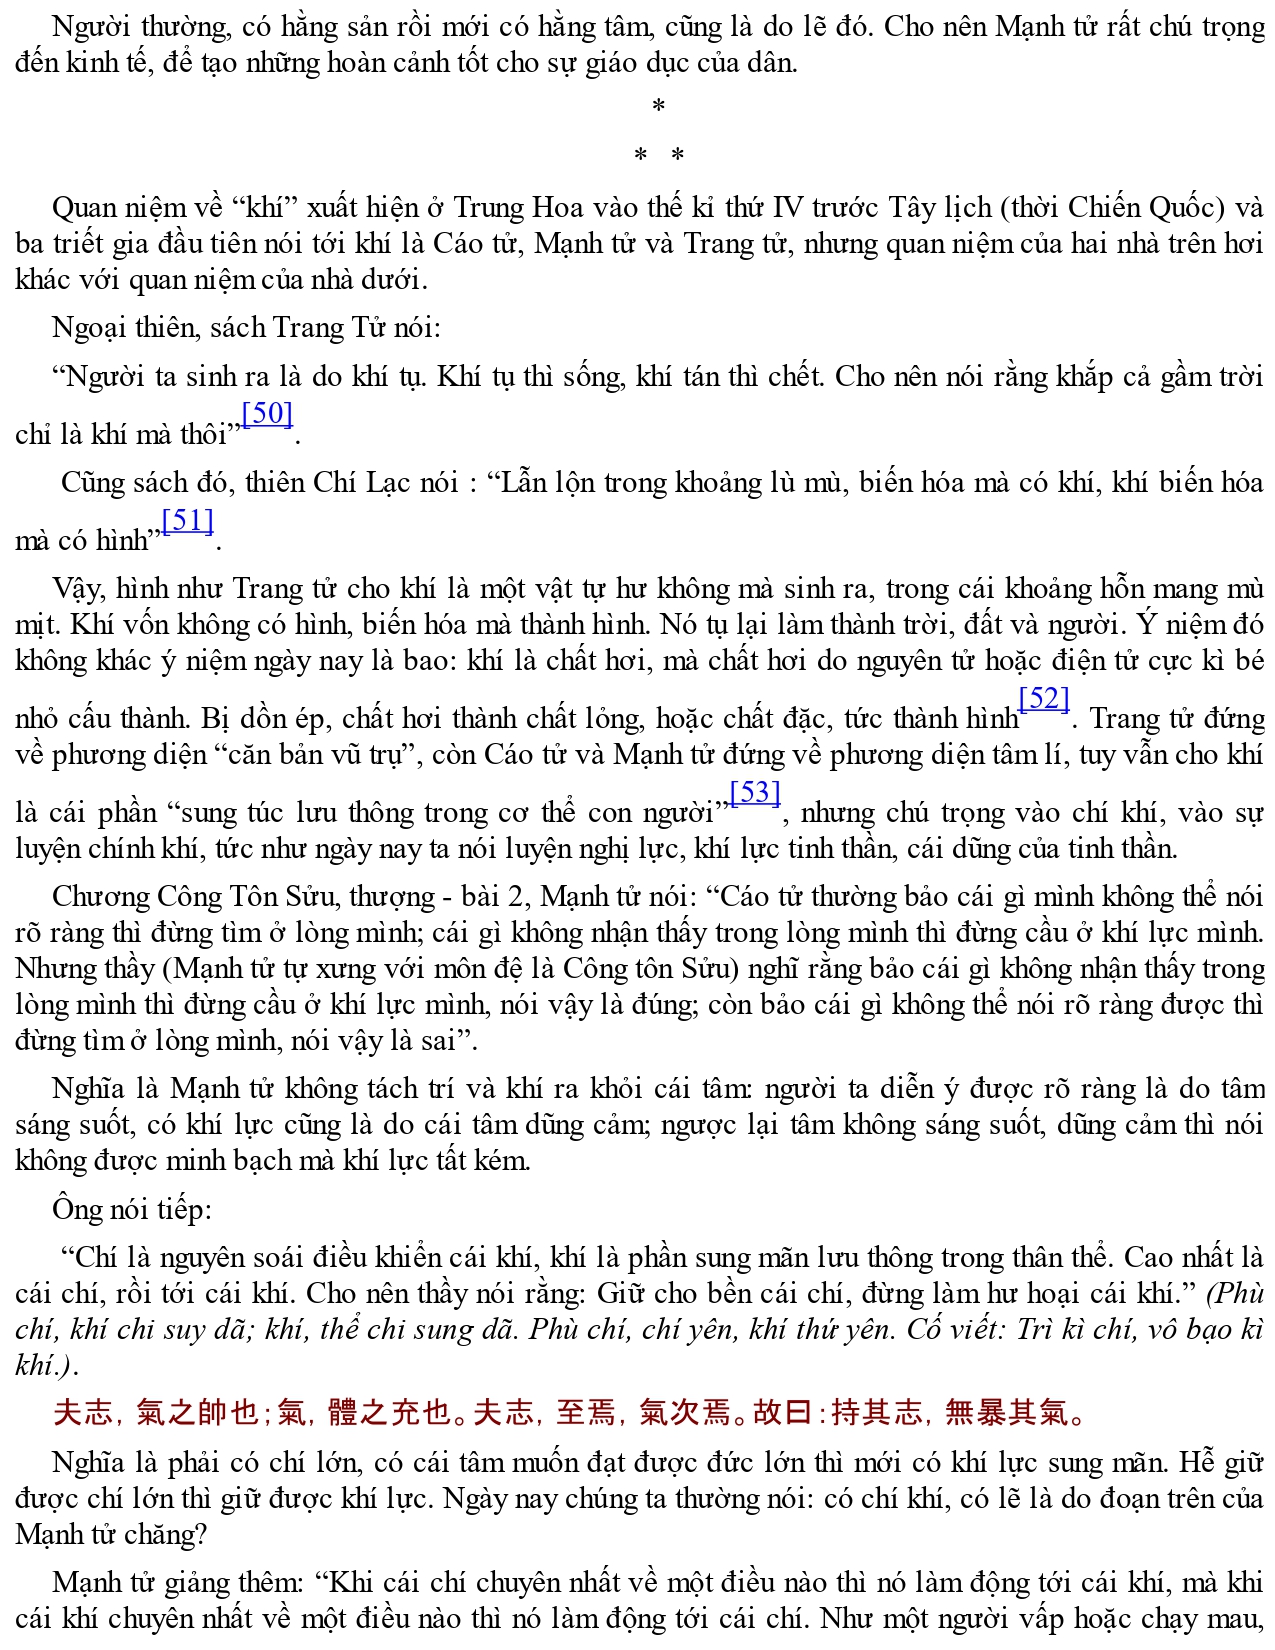 Người thường, có hằng sản rồi mới có hằng tâm, cũng là do lẽ đó. Cho nên Mạnh tử rất chú trọng
đến kinh tế, để tạo những hoàn cảnh tốt cho sự giáo dục của dân.
*
* *
Quan niệm về “khí” xuất hiện ở Trung Hoa vào thế kỉ thứ IV trước Tây lịch (thời Chiến Quốc) và
ba triết gia đầu tiên nói tới khí là Cáo tử, Mạnh tử và Trang tử, nhưng quan niệm của hai nhà trên hơi
khác với quan niệm của nhà dưới.
Ngoại thiên, sách Trang Tử nói:
“Người ta sinh ra là do khí tụ. Khí tụ thì sống, khí tán thì chết. Cho nên nói rằng khắp cả gầm trời
chỉ là khí mà thôi”[50].
Cũng sách đó, thiên Chí Lạc nói : “Lẫn lộn trong khoảng lù mù, biến hóa mà có khí, khí biến hóa
mà có hình”[51].
Vậy, hình như Trang tử cho khí là một vật tự hư không mà sinh ra, trong cái khoảng hỗn mang mù
mịt. Khí vốn không có hình, biến hóa mà thành hình. Nó tụ lại làm thành trời, đất và người. Ý niệm đó
không khác ý niệm ngày nay là bao: khí là chất hơi, mà chất hơi do nguyên tử hoặc điện tử cực kì bé
nhỏ cấu thành. Bị dồn ép, chất hơi thành chất lỏng, hoặc chất đặc, tức thành hình[52]. Trang tử đứng
về phương diện “căn bản vũ trụ”, còn Cáo tử và Mạnh tử đứng về phương diện tâm lí, tuy vẫn cho khí
là cái phần “sung túc lưu thông trong cơ thể con người”[53], nhưng chú trọng vào chí khí, vào sự
luyện chính khí, tức như ngày nay ta nói luyện nghị lực, khí lực tinh thần, cái dũng của tinh thần.
Chương Công Tôn Sửu, thượng - bài 2, Mạnh tử nói: “Cáo tử thường bảo cái gì mình không thể nói
rõ ràng thì đừng tìm ở lòng mình; cái gì không nhận thấy trong lòng mình thì đừng cầu ở khí lực mình.
Nhưng thầy (Mạnh tử tự xưng với môn đệ là Công tôn Sửu) nghĩ rằng bảo cái gì không nhận thấy trong
lòng mình thì đừng cầu ở khí lực mình, nói vậy là đúng; còn bảo cái gì không thể nói rõ ràng được thì
đừng tìm ở lòng mình, nói vậy là sai”.
Nghĩa là Mạnh tử không tách trí và khí ra khỏi cái tâm: người ta diễn ý được rõ ràng là do tâm
sáng suốt, có khí lực cũng là do cái tâm dũng cảm; ngược lại tâm không sáng suốt, dũng cảm thì nói
không được minh bạch mà khí lực tất kém.
Ông nói tiếp:
“Chí là nguyên soái điều khiển cái khí, khí là phần sung mãn lưu thông trong thân thể. Cao nhất là
cái chí, rồi tới cái khí. Cho nên thầy nói rằng: Giữ cho bền cái chí, đừng làm hư hoại cái khí.” (Phù
chí, khí chi suy dã; khí, thể chi sung dã. Phù chí, chí yên, khí thứ yên. Cố viết: Trì kì chí, vô bạo kì
khí.).
夫志，氣之帥也；氣，體之充也。夫志，至焉，氣次焉。故曰：持其志，無暴其氣。
Nghĩa là phải có chí lớn, có cái tâm muốn đạt được đức lớn thì mới có khí lực sung mãn. Hễ giữ
được chí lớn thì giữ được khí lực. Ngày nay chúng ta thường nói: có chí khí, có lẽ là do đoạn trên của
Mạnh tử chăng?
Mạnh tử giảng thêm: “Khi cái chí chuyên nhất về một điều nào thì nó làm động tới cái khí, mà khi
cái khí chuyên nhất về một điều nào thì nó làm động tới cái chí. Như một người vấp hoặc chạy mau,